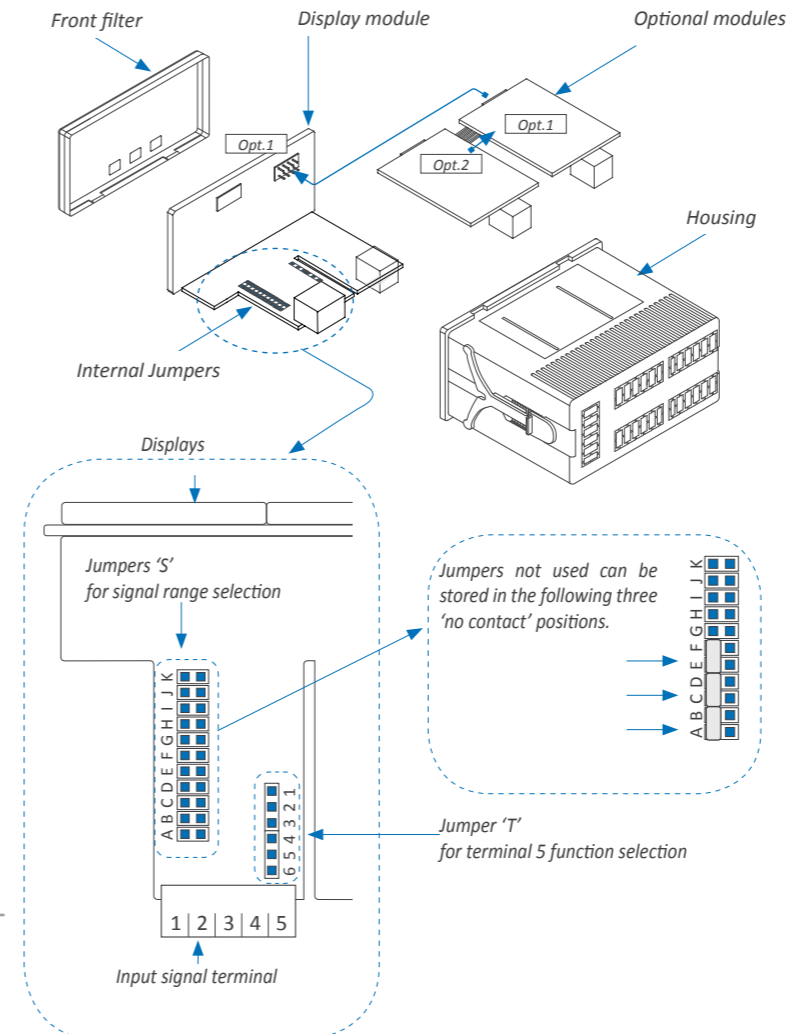 Front filter
Display module
Optional modules
Opt.1
Opt.1
Opt.2
Housing
Internal Jumpers
Displays
Jumpers ‘S’
for signal range selection
Jumpers not used can be
stored in the following three
‘no contact’ positions.
A B C D E F G H I J K
A B C D E F G H I J K
6 5 4 3 2 1
Jumper ‘T’
for terminal 5 function selection
1 2 3 4 5
Input signal terminal